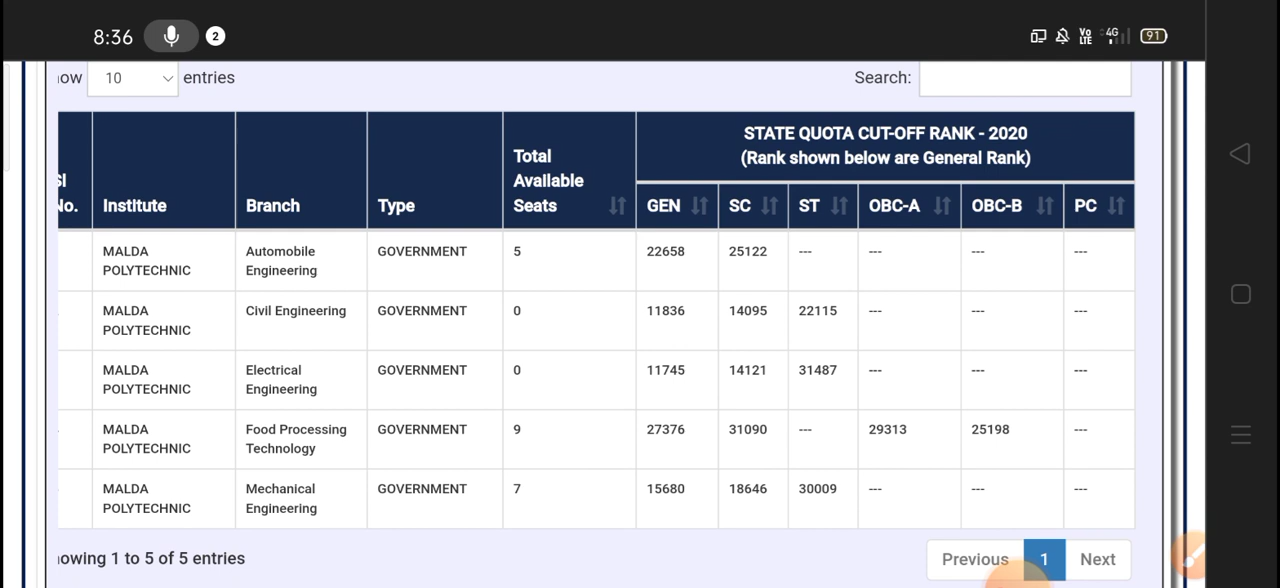 8:36 2 Vo LTE 4G 91
ow 10 entries Search:
STATE QUOTA CUT-OFF RANK - 2020
(Rank shown below are General Rank)
Sl No. Institute Branch Type Total Available Seats GEN SC ST OBC-A OBC-B PC
MALDA POLYTECHNIC Automobile Engineering GOVERNMENT 5 22658 25122 --- --- --- ---
MALDA POLYTECHNIC Civil Engineering GOVERNMENT 0 11836 14095 22115 --- --- ---
MALDA POLYTECHNIC Electrical Engineering GOVERNMENT 0 11745 14121 31487 --- --- ---
MALDA POLYTECHNIC Food Processing Technology GOVERNMENT 9 27376 31090 --- 29313 25198 ---
MALDA POLYTECHNIC Mechanical Engineering GOVERNMENT 7 15680 18646 30009 --- --- ---
owing 1 to 5 of 5 entries Previous 1 Next